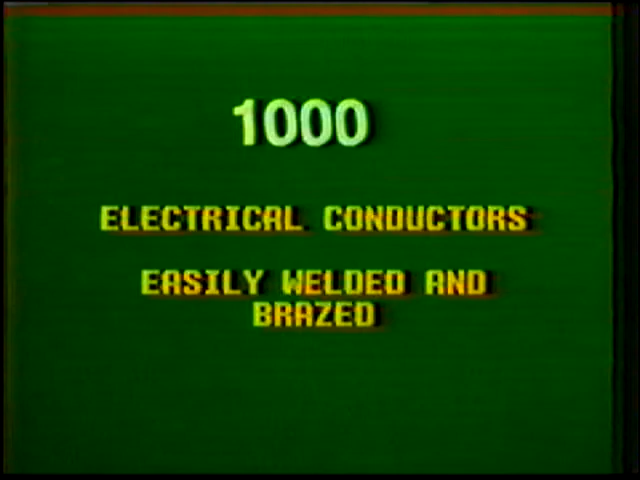 1000
ELECTRICAL CONDUCTORS
EASILY WELDED AND
BRAZED